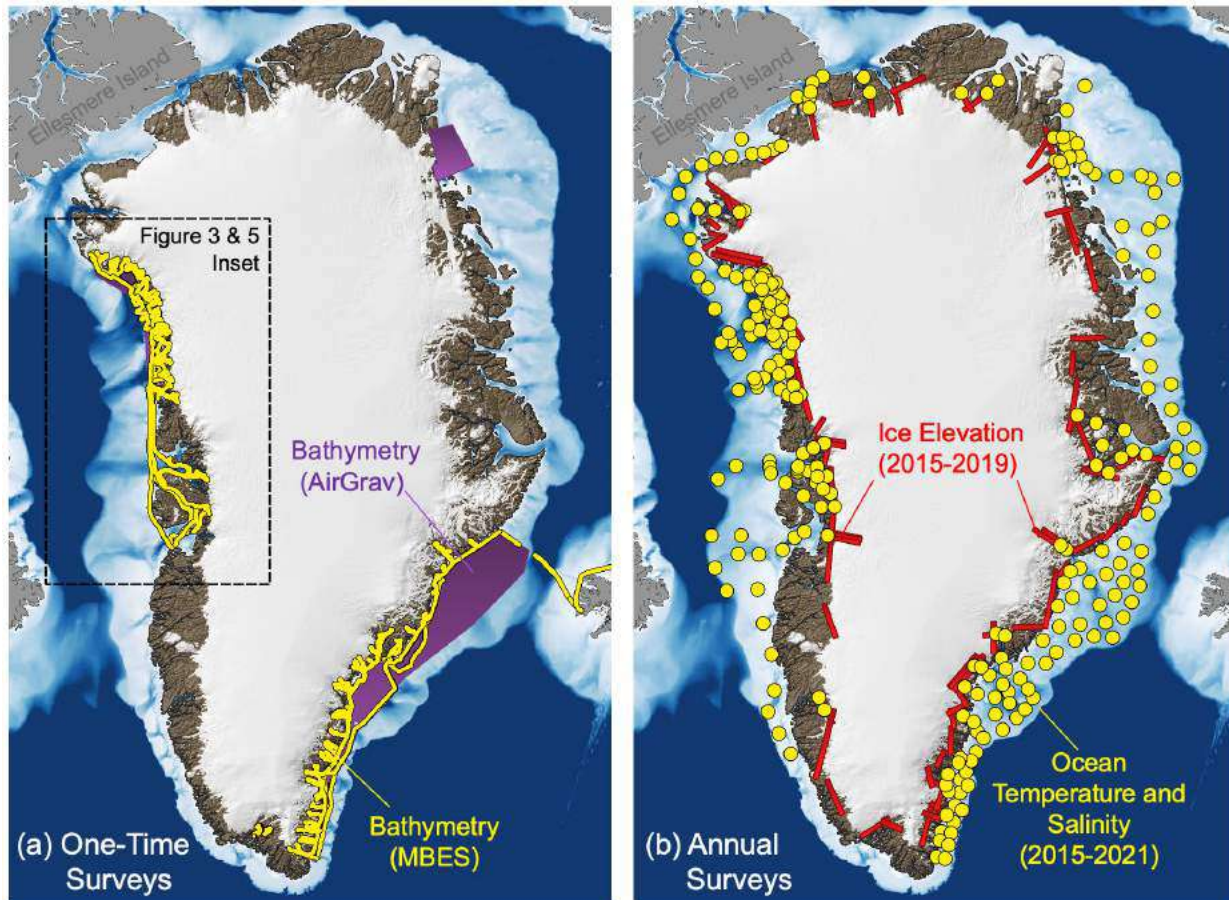 Ellesmere Island
Figure 3 & 5
Inset
Bathymetry
(AirGrav)
Bathymetry
(MBES)
(a) One-Time
Surveys
Ellesmere Island
Ice Elevation
(2015-2019)
Ocean
Temperature and
Salinity
(2015-2021)
(b) Annual
Surveys